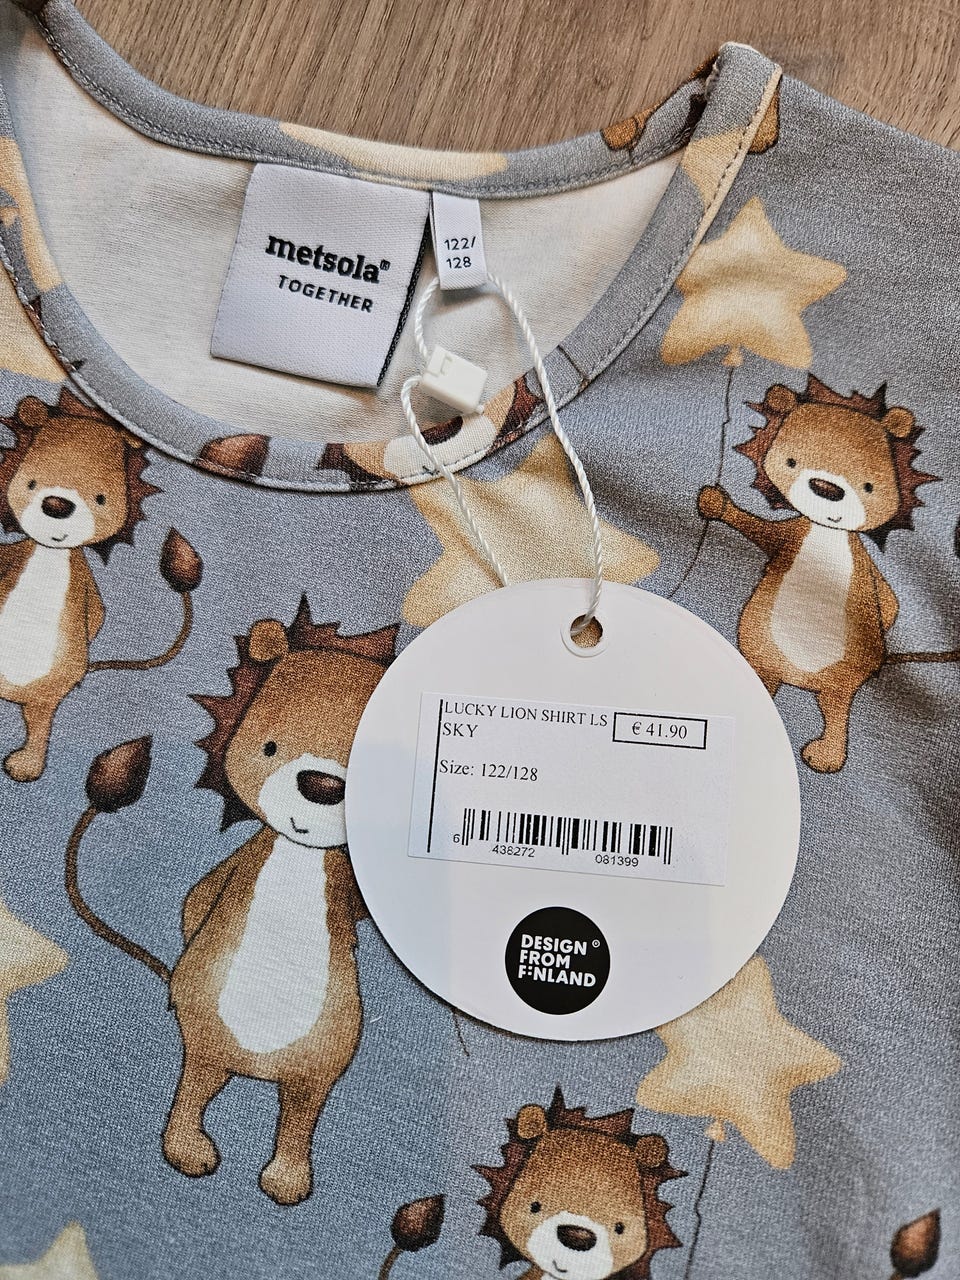 metsola®
TOGETHER
122/
128
LUCKY LION SHIRT LS
SKY
€ 41.90
Size: 122/128
6 436272 081399
DESIGN ®
FROM
FINLAND